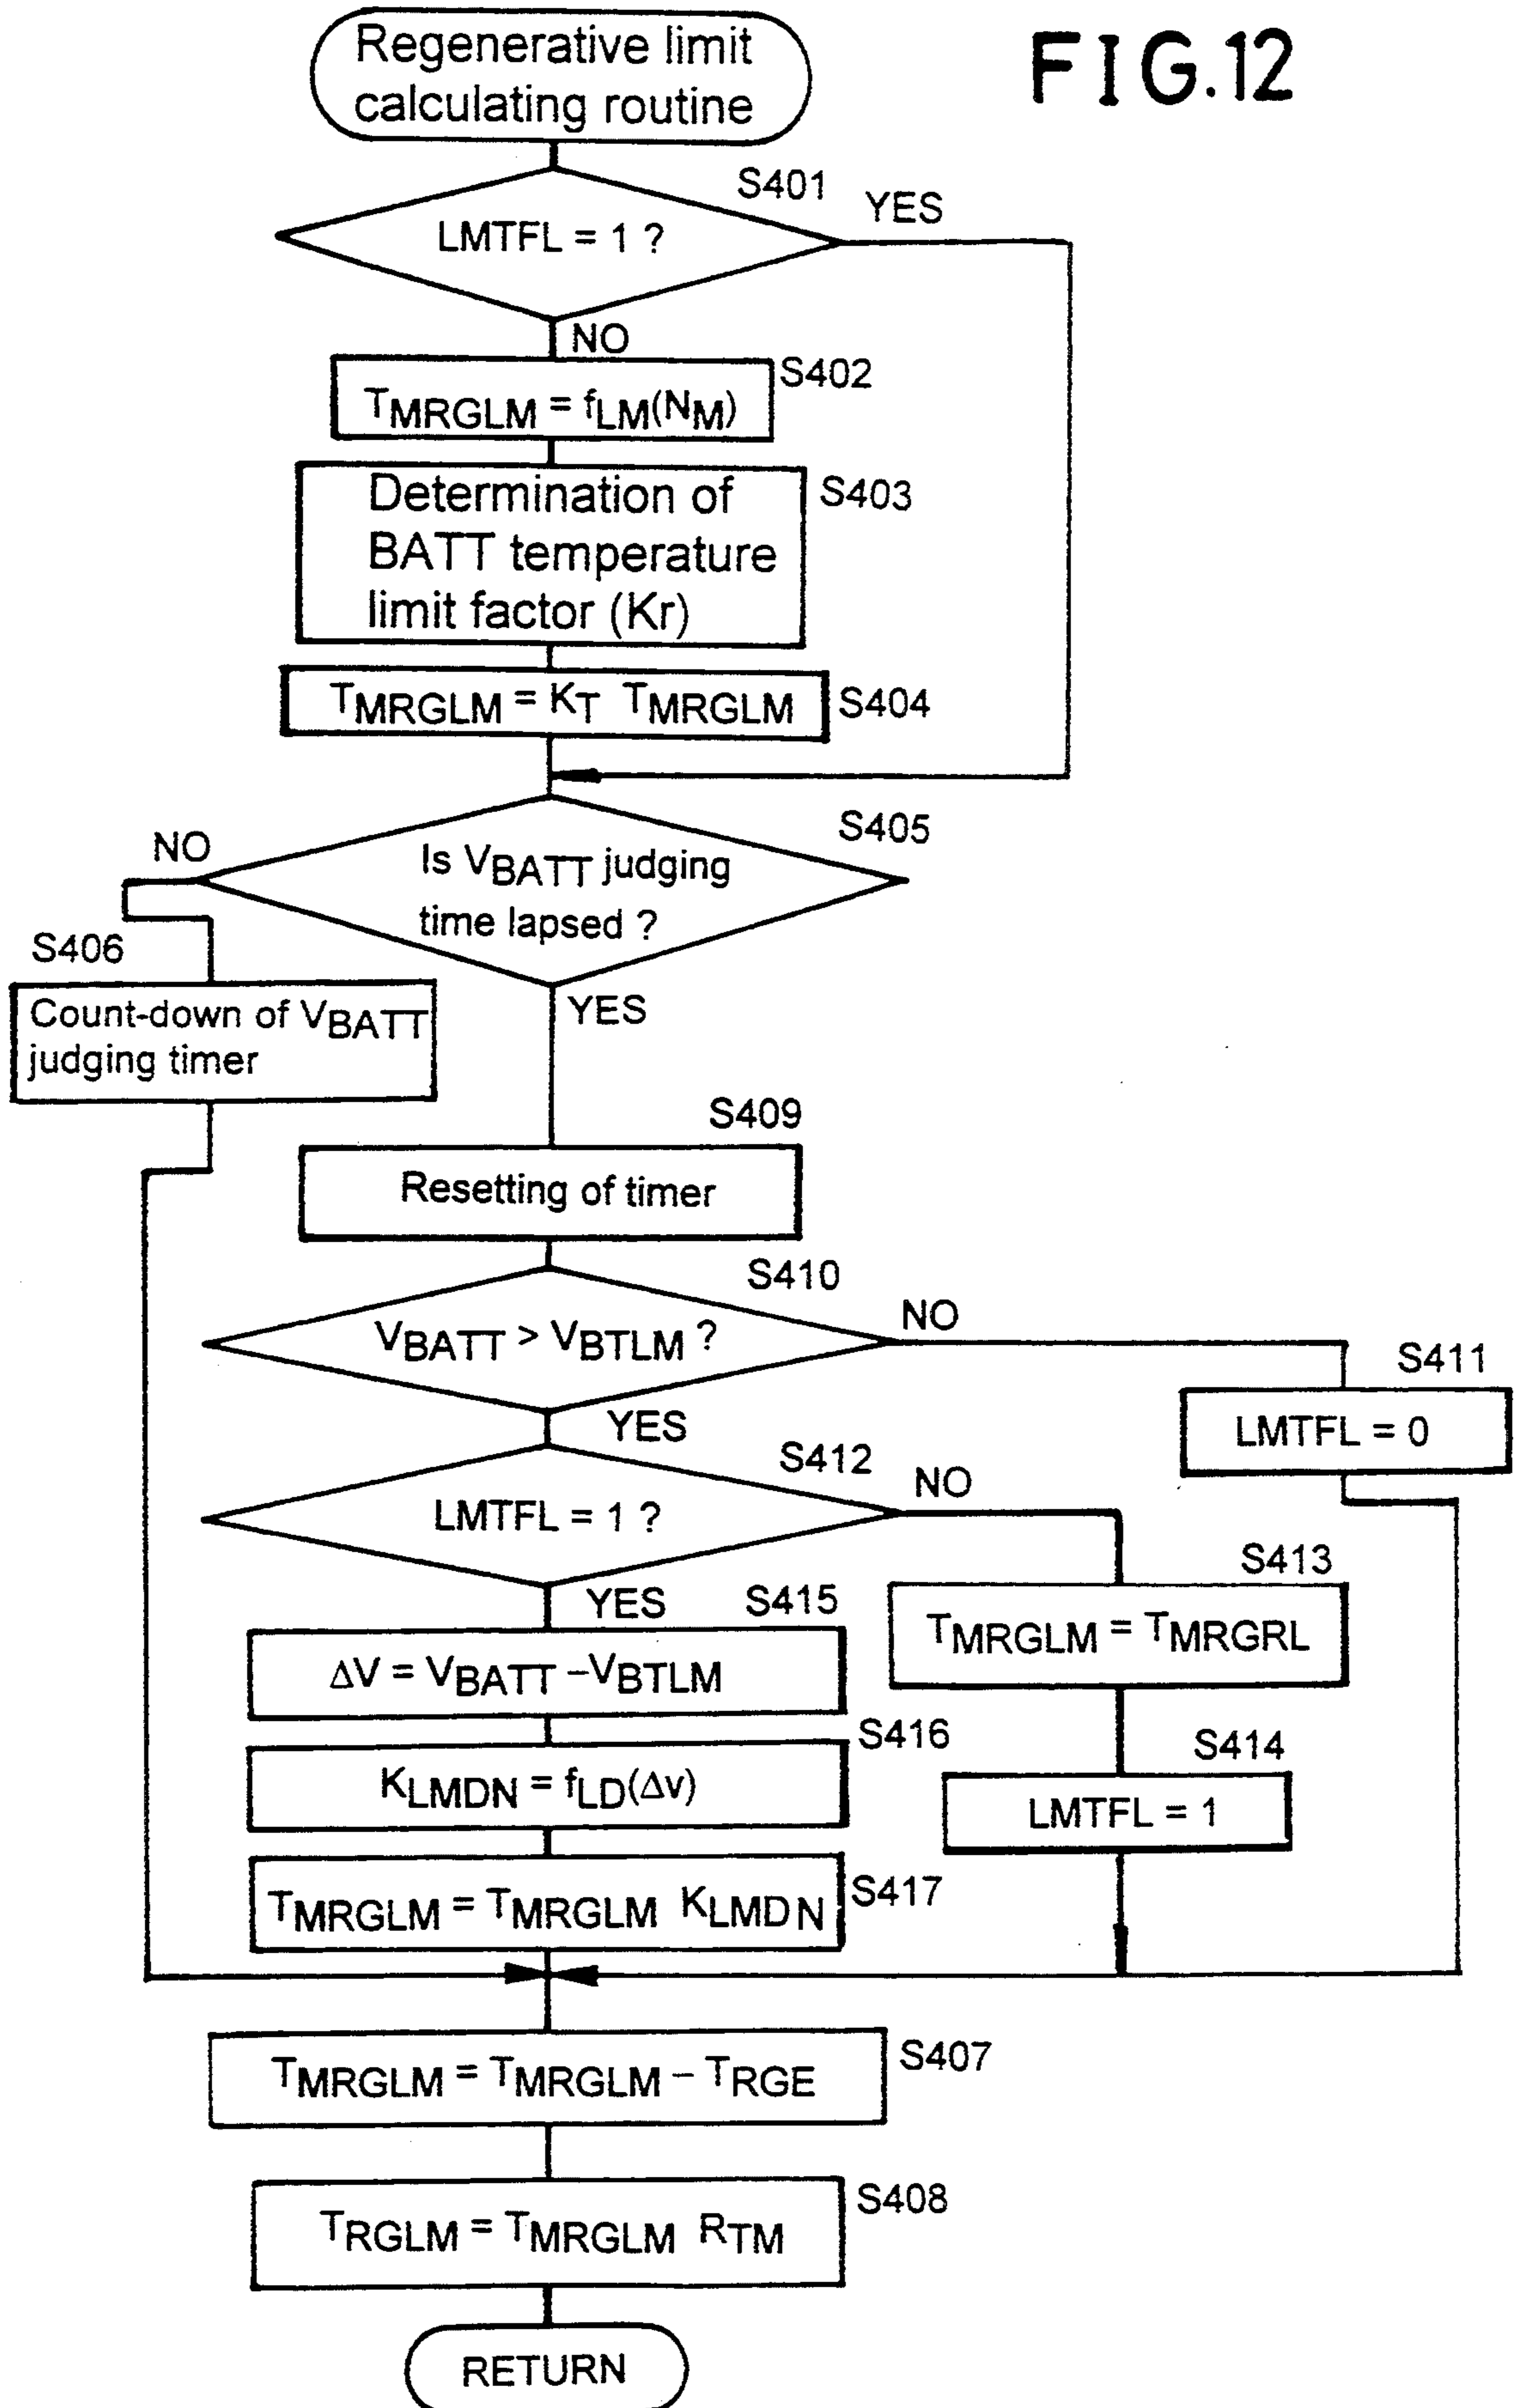 FIG.12
Regenerative limit
calculating routine
S401
LMTFL = 1 ?
YES
NO
S402
TMRGLM = fLM(NM)
S403
Determination of
BATT temperature
limit factor (Kr)
TMRGLM = KT TMRGLM
S404
S405
NO
Is VBATT judging
time lapsed ?
S406
YES
Count-down of VBATT
judging timer
S409
Resetting of timer
S410
VBATT > VBTLM ?
NO
S411
YES
LMTFL = 0
S412
NO
LMTFL = 1 ?
S413
YES
S415
TMRGLM = TMRGRL
ΔV = VBATT –VBTLM
S416
S414
KLMDN = fLD(Δv)
LMTFL = 1
TMRGLM = TMRGLM KLMDN
S417
S407
TMRGLM = TMRGLM – TRGE
S408
TRGLM = TMRGLM RTM
RETURN